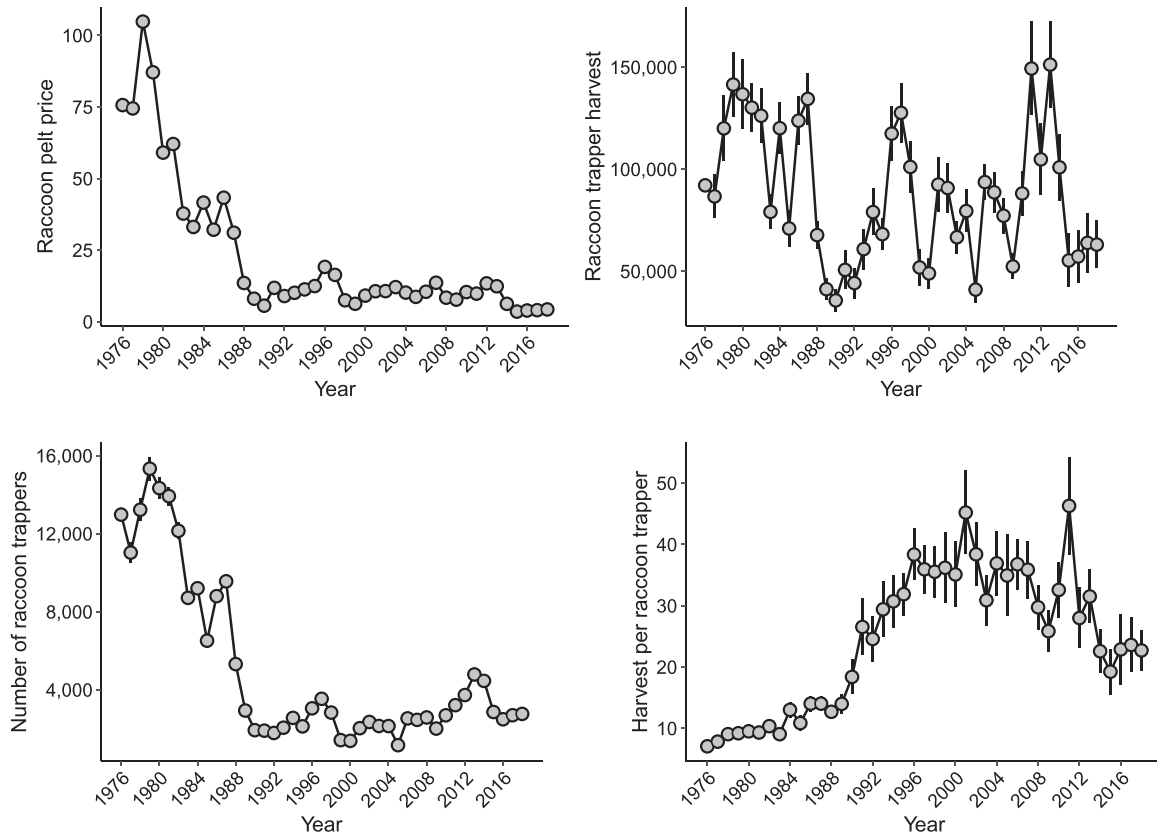 Raccoon pelt price
100
75
50
25
0
1976 1980 1984 1988 1992 1996 2000 2004 2008 2012 2016
Year
Raccoon trapper harvest
150,000
100,000
50,000
1976 1980 1984 1988 1992 1996 2000 2004 2008 2012 2016
Year
Number of raccoon trappers
16,000
12,000
8,000
4,000
1976 1980 1984 1988 1992 1996 2000 2004 2008 2012 2016
Year
Harvest per raccoon trapper
50
40
30
20
10
1976 1980 1984 1988 1992 1996 2000 2004 2008 2012 2016
Year